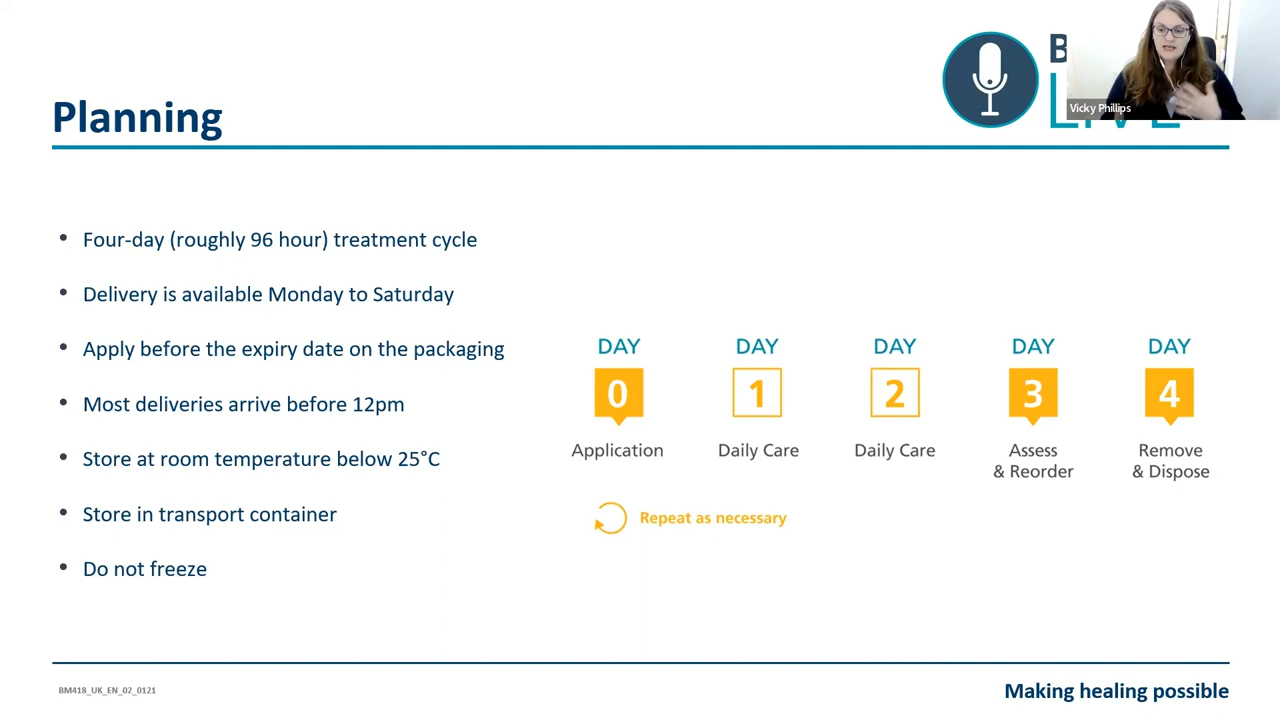 B
LIVE
Vicky Phillips
Planning
• Four-day (roughly 96 hour) treatment cycle
• Delivery is available Monday to Saturday
• Apply before the expiry date on the packaging
• Most deliveries arrive before 12pm
• Store at room temperature below 25°C
• Store in transport container
• Do not freeze
DAY DAY DAY DAY DAY
0 1 2 3 4
Application Daily Care Daily Care Assess Remove
& Reorder & Dispose
Repeat as necessary
BM418_UK_EN_02_0121
Making healing possible